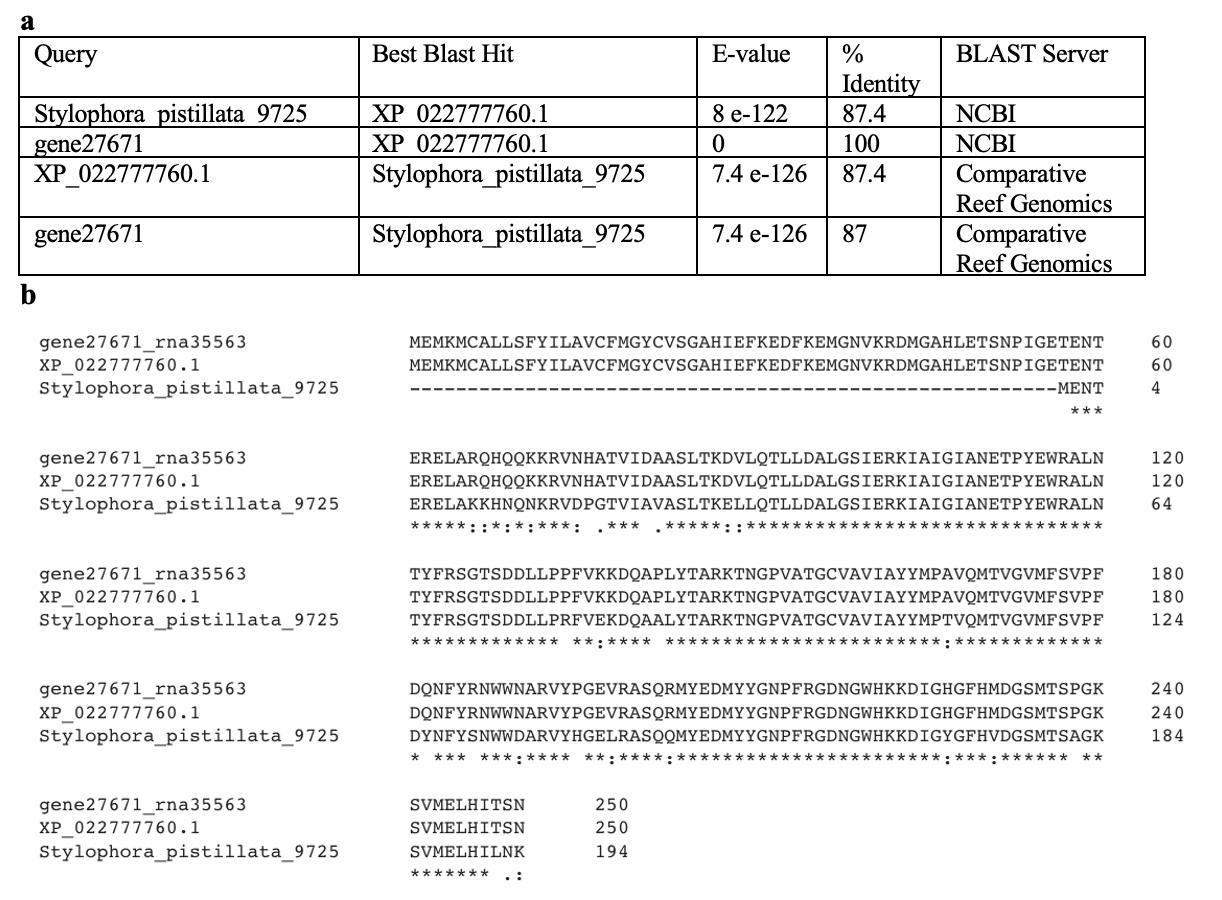 a
Query Best Blast Hit E-value % Identity BLAST Server
Stylophora_pistillata_9725 XP_022777760.1 8 e-122 87.4 NCBI
gene27671 XP_022777760.1 0 100 NCBI
XP_022777760.1 Stylophora_pistillata_9725 7.4 e-126 87.4 Comparative Reef Genomics
gene27671 Stylophora_pistillata_9725 7.4 e-126 87 Comparative Reef Genomics
b
gene27671_rna35563 MEMKMCALLSFYILAVCFMGYCVSGAHIEFKEDFKEMGNVKRDMGAHLETSNPIGETENT 60
XP_022777760.1 MEMKMCALLSFYILAVCFMGYCVSGAHIEFKEDFKEMGNVKRDMGAHLETSNPIGETENT 60
Stylophora_pistillata_9725 --------------------------------------------------------MENT 4
***
gene27671_rna35563 ERELARQHQQKKRVNHATVIDAASLTKDVLQTLLDALGSIERKIAIGIANETPYEWRALN 120
XP_022777760.1 ERELARQHQQKKRVNHATVIDAASLTKDVLQTLLDALGSIERKIAIGIANETPYEWRALN 120
Stylophora_pistillata_9725 ERELAKKHNQNKRVDPGTVIAVASLTKELLQTLLDALGSIERKIAIGIANETPYEWRALN 64
*****::*:*:***: .*** .*****::*******************************
gene27671_rna35563 TYFRSGTSDDLLPPFVKKDQAPLYTARKTNGPVATGCVAVIAYYMPAVQMTVGVMFSVPF 180
XP_022777760.1 TYFRSGTSDDLLPPFVKKDQAPLYTARKTNGPVATGCVAVIAYYMPAVQMTVGVMFSVPF 180
Stylophora_pistillata_9725 TYFRSGTSDDLLPRFVEKDQAALYTARKTNGPVATGCVAVIAYYMPTVQMTVGVMFSVPF 124
************* **:**** ************************:*************
gene27671_rna35563 DQNFYRNWWNARVYPGEVRASQRMYEDMYYGNPFRGDNGWHKKDIGHGFHMDGSMTSPGK 240
XP_022777760.1 DQNFYRNWWNARVYPGEVRASQRMYEDMYYGNPFRGDNGWHKKDIGHGFHMDGSMTSPGK 240
Stylophora_pistillata_9725 DYNFYSNWWDARVYHGELRASQQMYEDMYYGNPFRGDNGWHKKDIGYGFHVDGSMTSAGK 184
* *** ***:**** **:****:***********************:***:****** **
gene27671_rna35563 SVMELHITSN 250
XP_022777760.1 SVMELHITSN 250
Stylophora_pistillata_9725 SVMELHILNK 194
******* .: